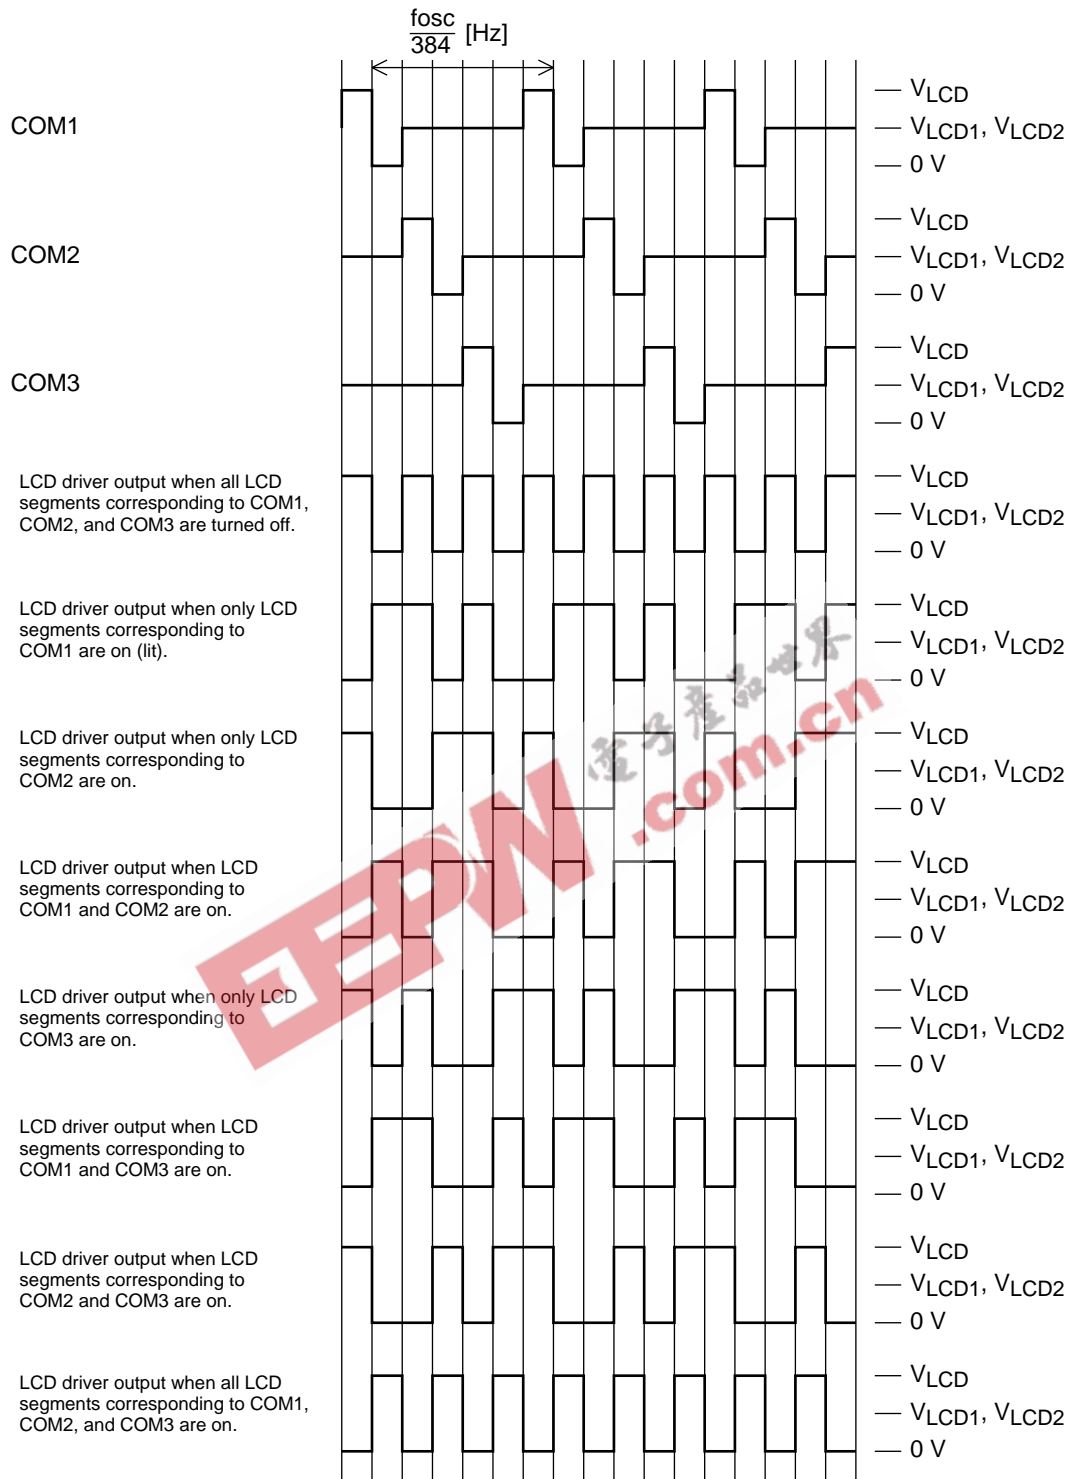 fosc
384 [Hz]
COM1
VLCD
VLCD1, VLCD2
0 V
COM2
VLCD
VLCD1, VLCD2
0 V
COM3
VLCD
VLCD1, VLCD2
0 V
LCD driver output when all LCD
segments corresponding to COM1,
COM2, and COM3 are turned off.
VLCD
VLCD1, VLCD2
0 V
LCD driver output when only LCD
segments corresponding to
COM1 are on (lit).
VLCD
VLCD1, VLCD2
0 V
LCD driver output when only LCD
segments corresponding to
COM2 are on.
VLCD
VLCD1, VLCD2
0 V
LCD driver output when LCD
segments corresponding to
COM1 and COM2 are on.
VLCD
VLCD1, VLCD2
0 V
LCD driver output when only LCD
segments corresponding to
COM3 are on.
VLCD
VLCD1, VLCD2
0 V
LCD driver output when LCD
segments corresponding to
COM1 and COM3 are on.
VLCD
VLCD1, VLCD2
0 V
LCD driver output when LCD
segments corresponding to
COM2 and COM3 are on.
VLCD
VLCD1, VLCD2
0 V
LCD driver output when all LCD
segments corresponding to COM1,
COM2, and COM3 are on.
VLCD
VLCD1, VLCD2
0 V
電子產品世界
EEPW.com.cn